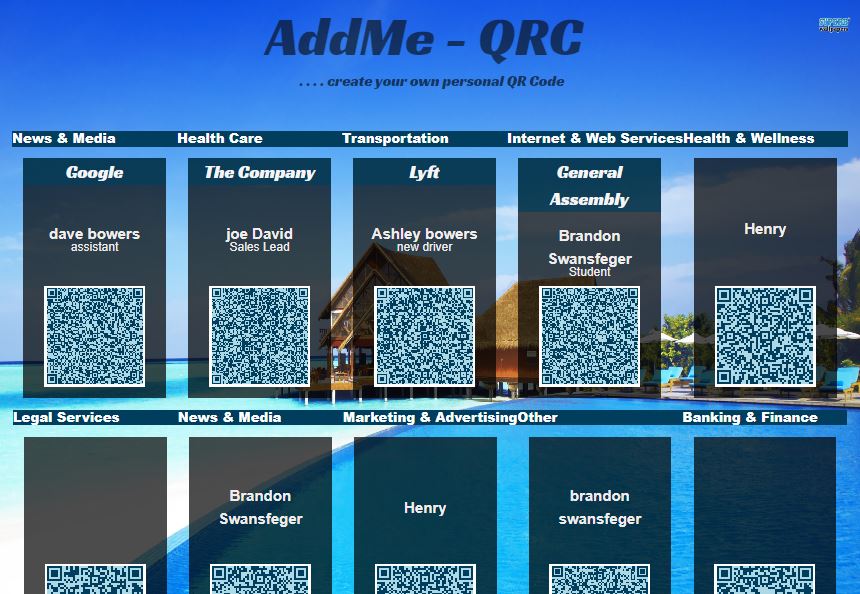 AddMe - QRC
. . . . create your own personal QR Code
News & Media
Health Care
Transportation
Internet & Web Services
Health & Wellness
Google
dave bowers
assistant
The Company
joe David
Sales Lead
Lyft
Ashley bowers
new driver
General
Assembly
Brandon
Swansfeger
Student
Henry
Legal Services
News & Media
Marketing & Advertising
Other
Banking & Finance
Brandon
Swansfeger
Henry
brandon
swansfeger